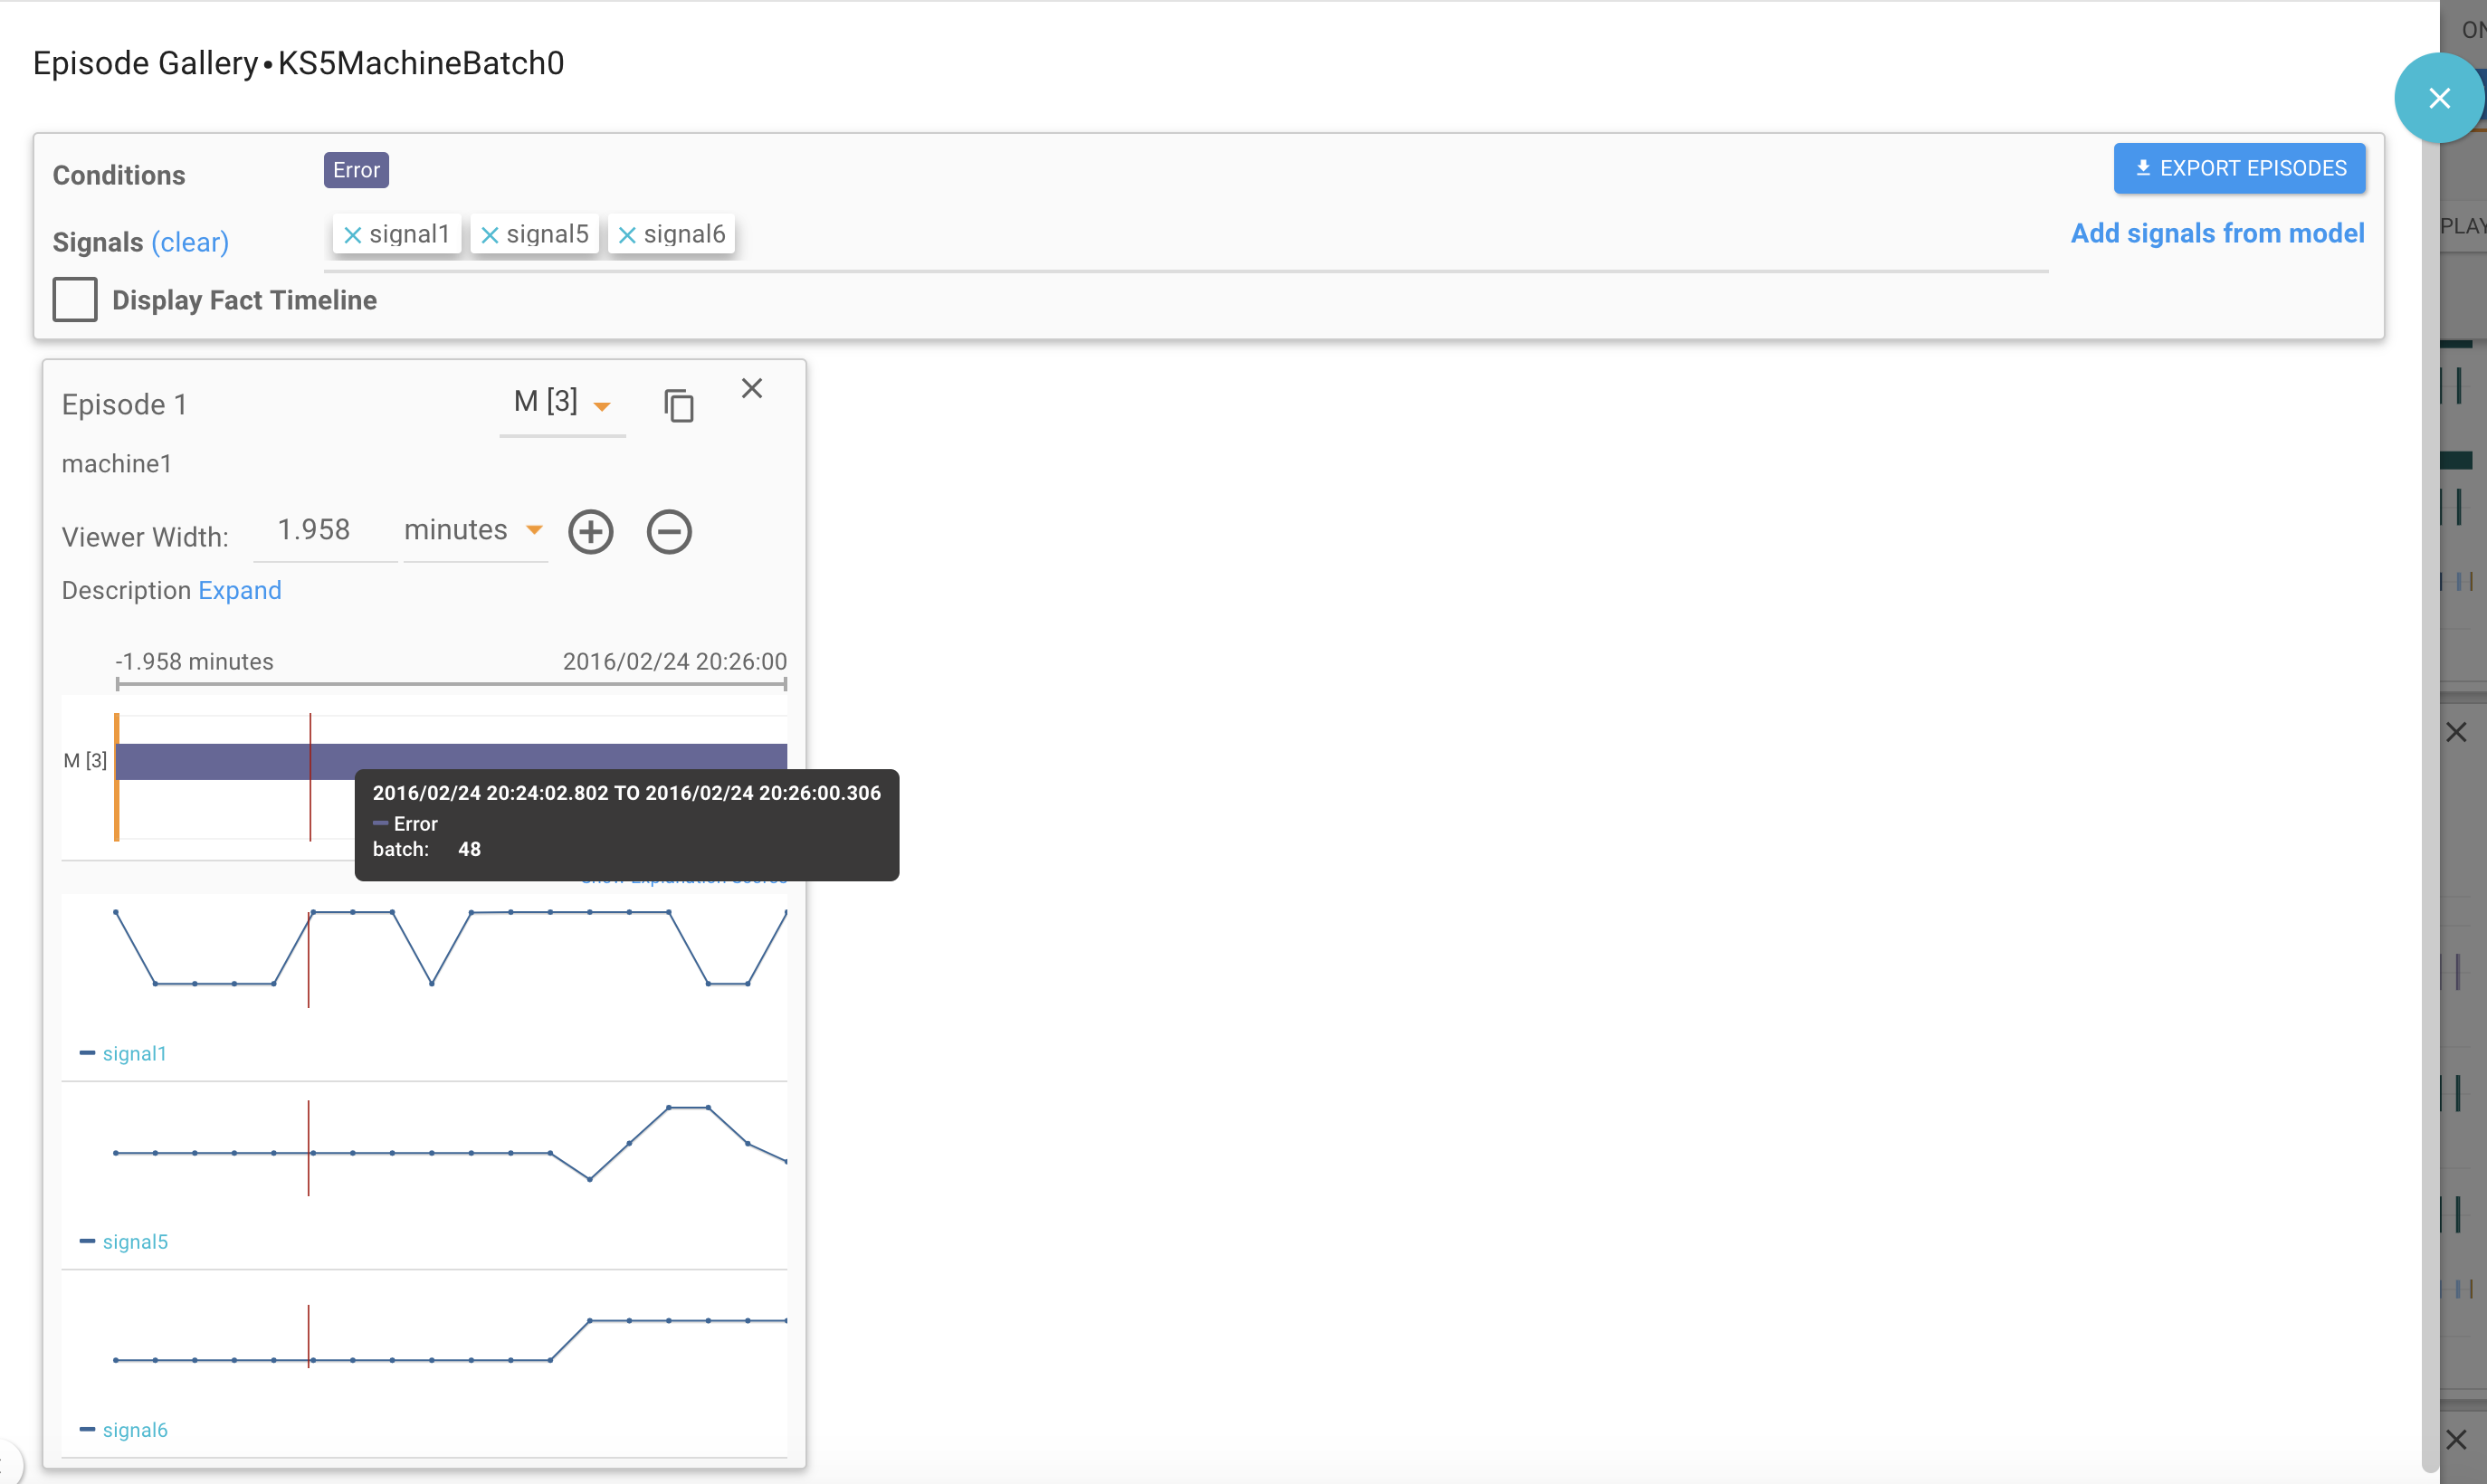 Episode Gallery • KS5MachineBatch0
Conditions
Error
EXPORT EPISODES
Signals (clear)
signal1
signal5
signal6
Add signals from model
Display Fact Timeline
Episode 1
M [3]
machine1
Viewer Width:
1.958
minutes
Description Expand
-1.958 minutes
2016/02/24 20:26:00
M [3]
2016/02/24 20:24:02.802 TO 2016/02/24 20:26:00.306
Error
batch: 48
signal1
signal5
signal6